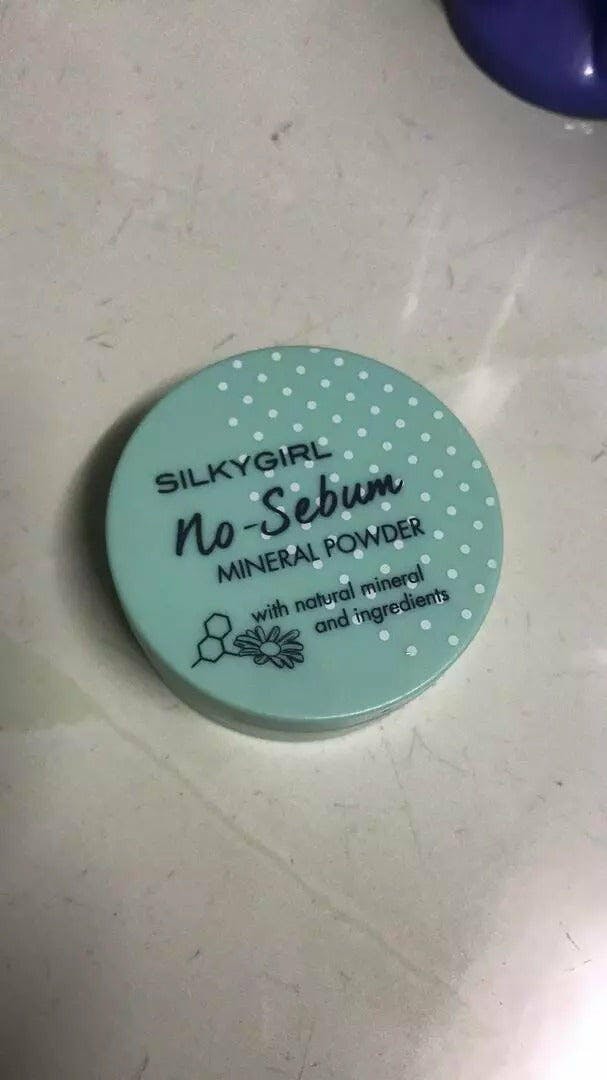 SILKYGIRL
No-Sebum
MINERAL POWDER
with natural mineral
and ingredients